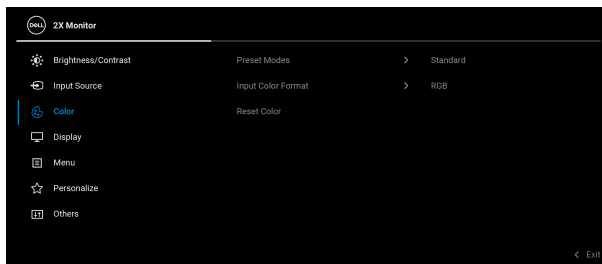 DELL 2X Monitor
Brightness/Contrast Preset Modes > Standard
Input Source Input Color Format > RGB
Color Reset Color
Display
Menu
Personalize
Others
< Exit